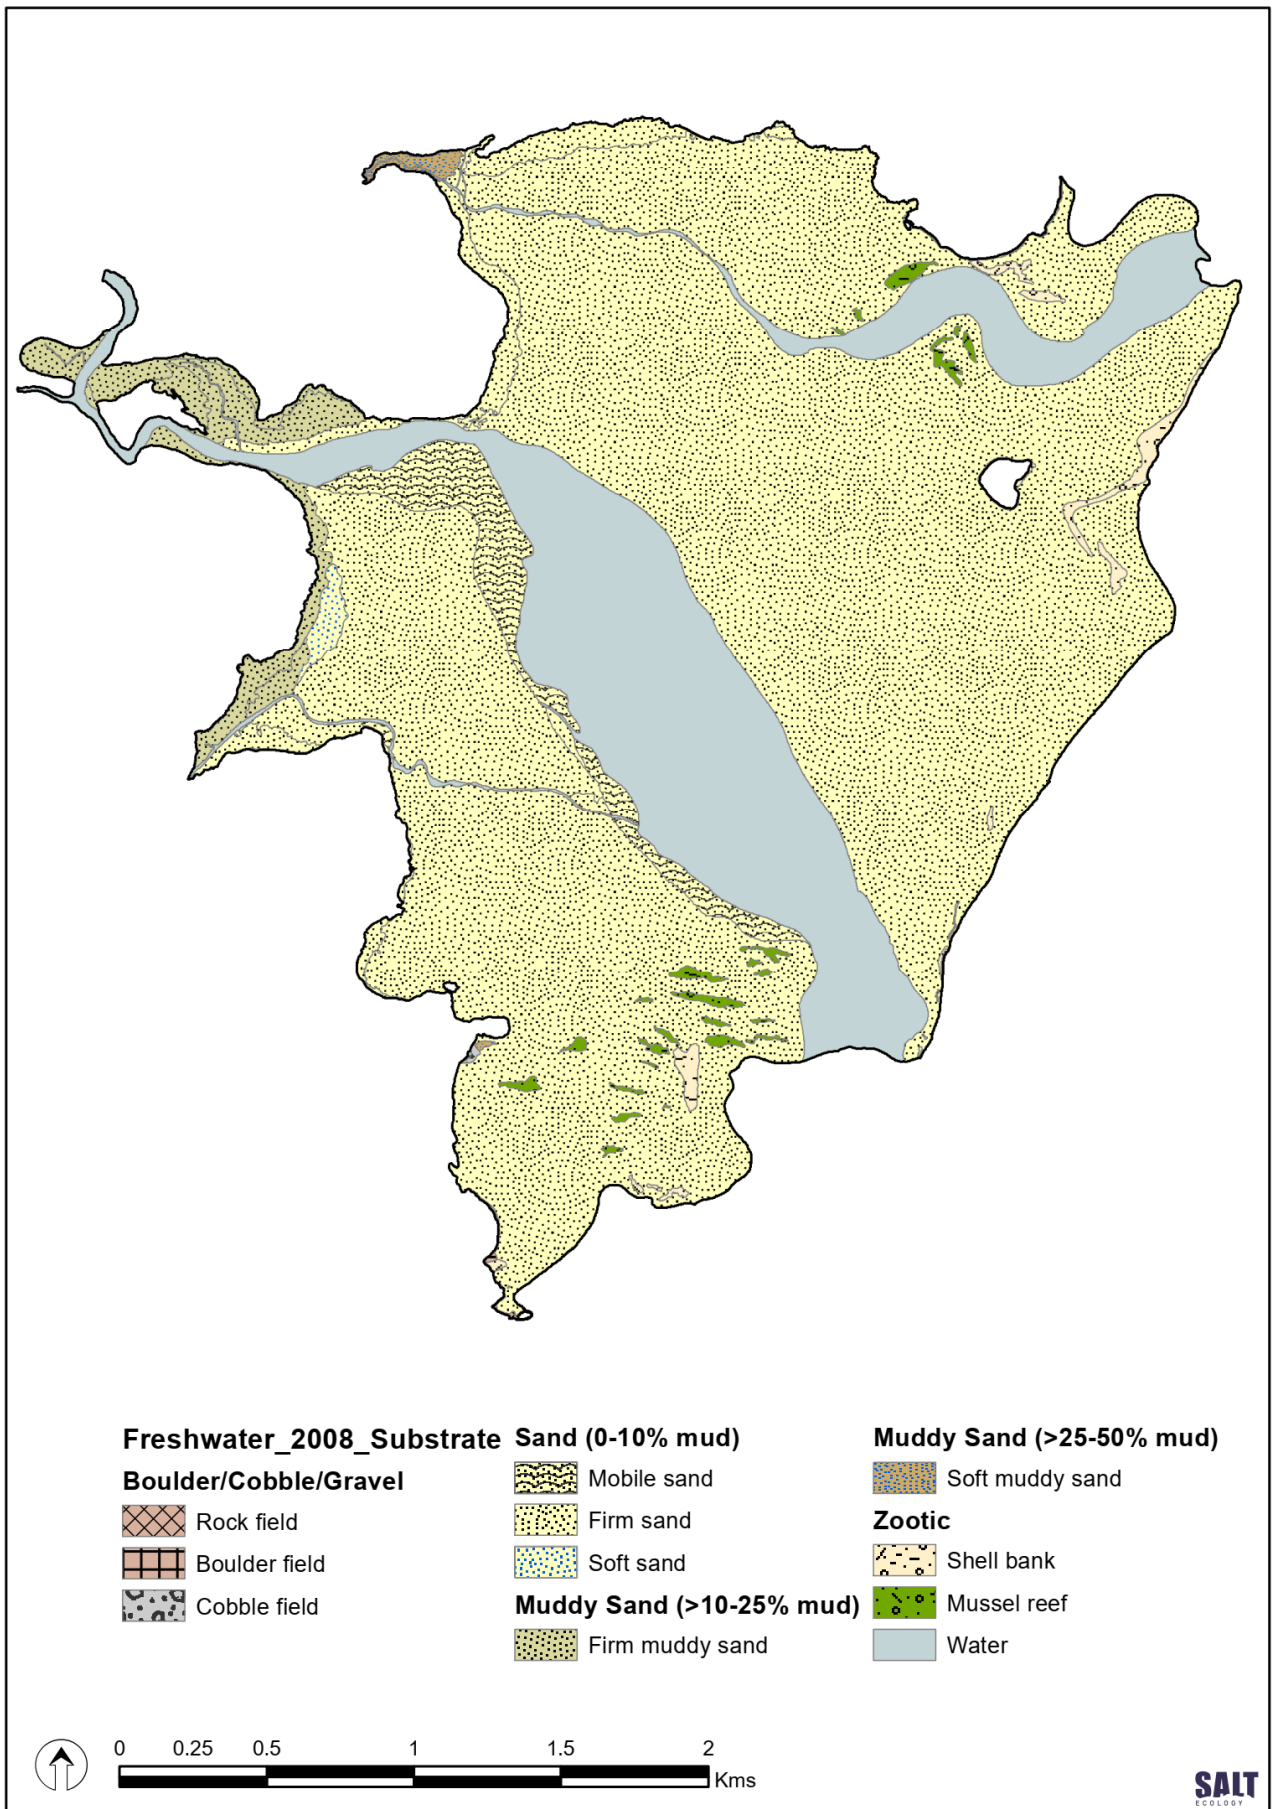 Freshwater_2008_Substrate
Boulder/Cobble/Gravel
Rock field
Boulder field
Cobble field
Sand (0-10% mud)
Mobile sand
Firm sand
Soft sand
Muddy Sand (>10-25% mud)
Firm muddy sand
Muddy Sand (>25-50% mud)
Soft muddy sand
Zootic
Shell bank
Mussel reef
Water
0 0.25 0.5 1 1.5 2
Kms
SALT
ECOLOGY